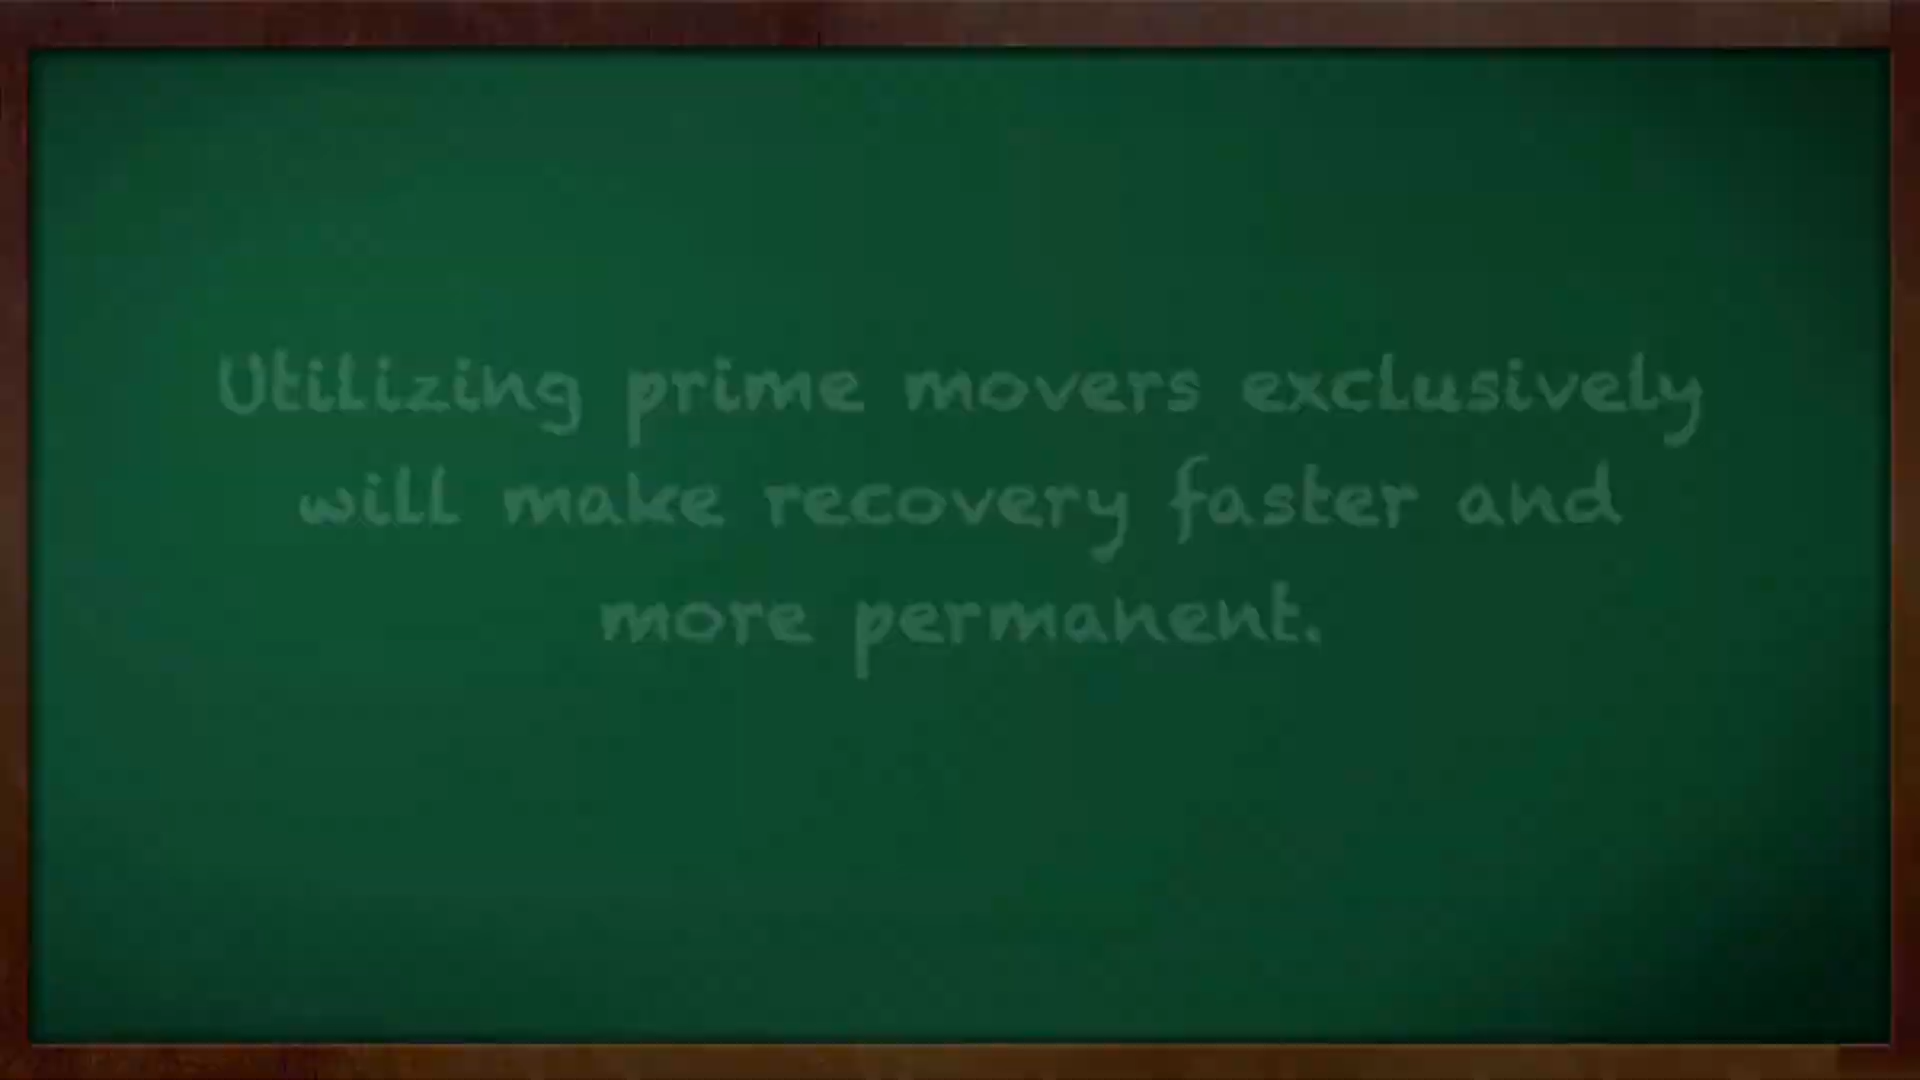 Utilizing prime movers exclusively
will make recovery faster and
more permanent.